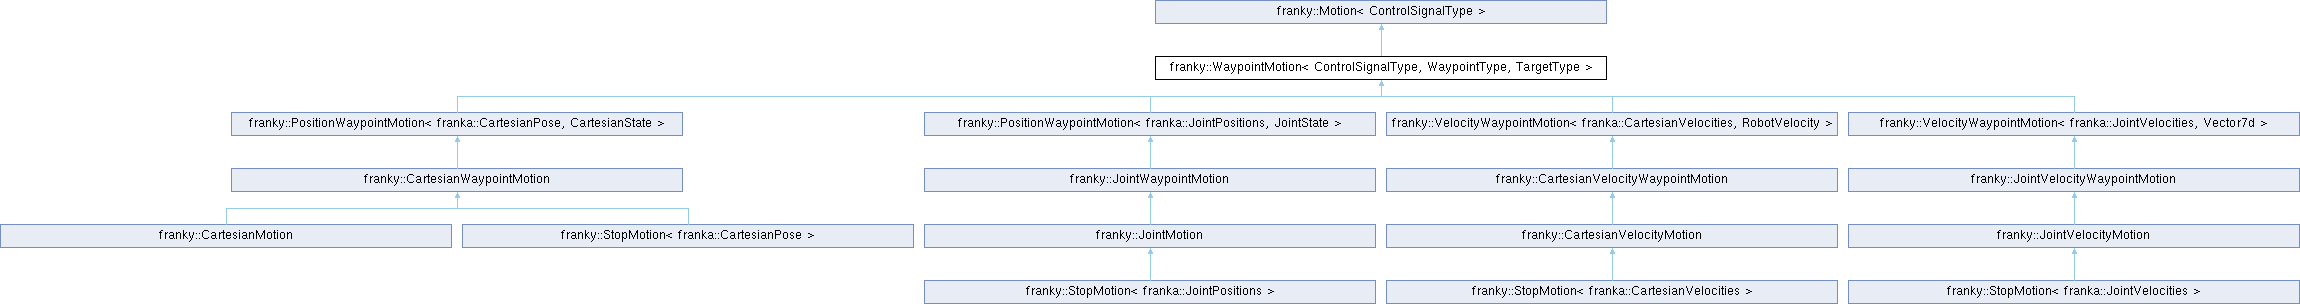 franky::Motion< ControlSignalType >
franky::WaypointMotion< ControlSignalType, WaypointType, TargetType >
franky::PositionWaypointMotion< franka::CartesianPose, CartesianState >
franky::PositionWaypointMotion< franka::JointPositions, JointState >
franky::VelocityWaypointMotion< franka::CartesianVelocities, RobotVelocity >
franky::VelocityWaypointMotion< franka::JointVelocities, Vector7d >
franky::CartesianWaypointMotion
franky::JointWaypointMotion
franky::CartesianVelocityWaypointMotion
franky::JointVelocityWaypointMotion
franky::CartesianMotion
franky::StopMotion< franka::CartesianPose >
franky::JointMotion
franky::CartesianVelocityMotion
franky::JointVelocityMotion
franky::StopMotion< franka::JointPositions >
franky::StopMotion< franka::CartesianVelocities >
franky::StopMotion< franka::JointVelocities >